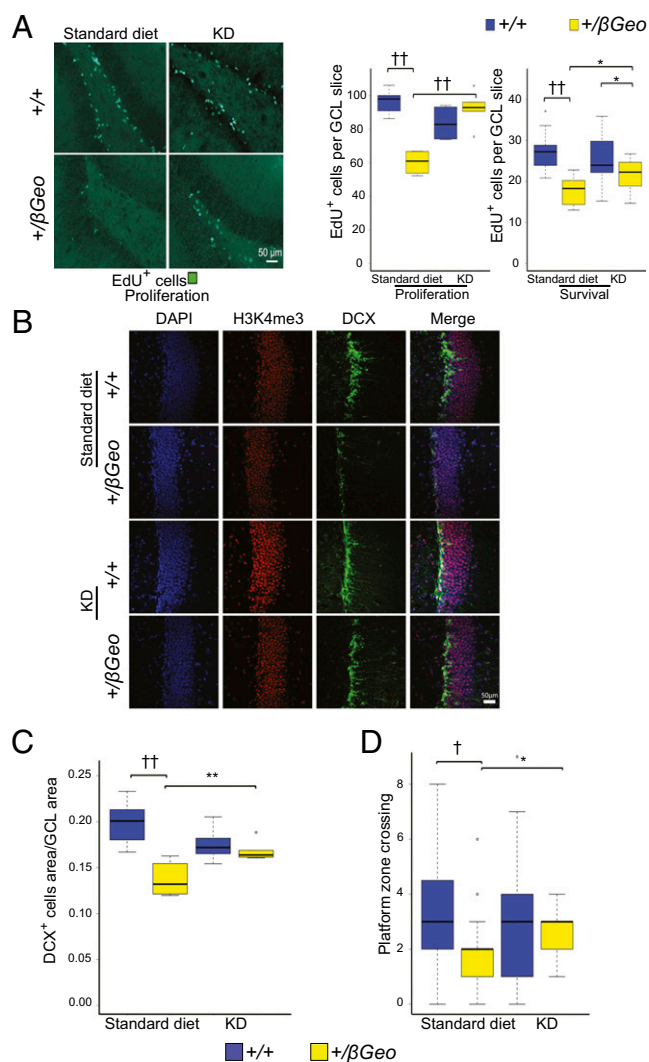 A
Standard diet KD
+/+
+/βGeo
50 µm
EdU+ cells
Proliferation
+/+ +/βGeo
EdU+ cells per GCL slice
100
80
60
40
20
0
†† ††
Standard diet KD
Proliferation
EdU+ cells per GCL slice
40
30
20
10
0
†† * *
Standard diet KD
Survival
B
DAPI H3K4me3 DCX Merge
Standard diet
+/+
+/βGeo
KD
+/+
+/βGeo
50µm
C
DCX+ cells area/GCL area
0.25
0.20
0.15
0.10
0.05
0.00
†† **
Standard diet KD
D
Platform zone crossing
8
6
4
2
0
† *
Standard diet KD
+/+ +/βGeo